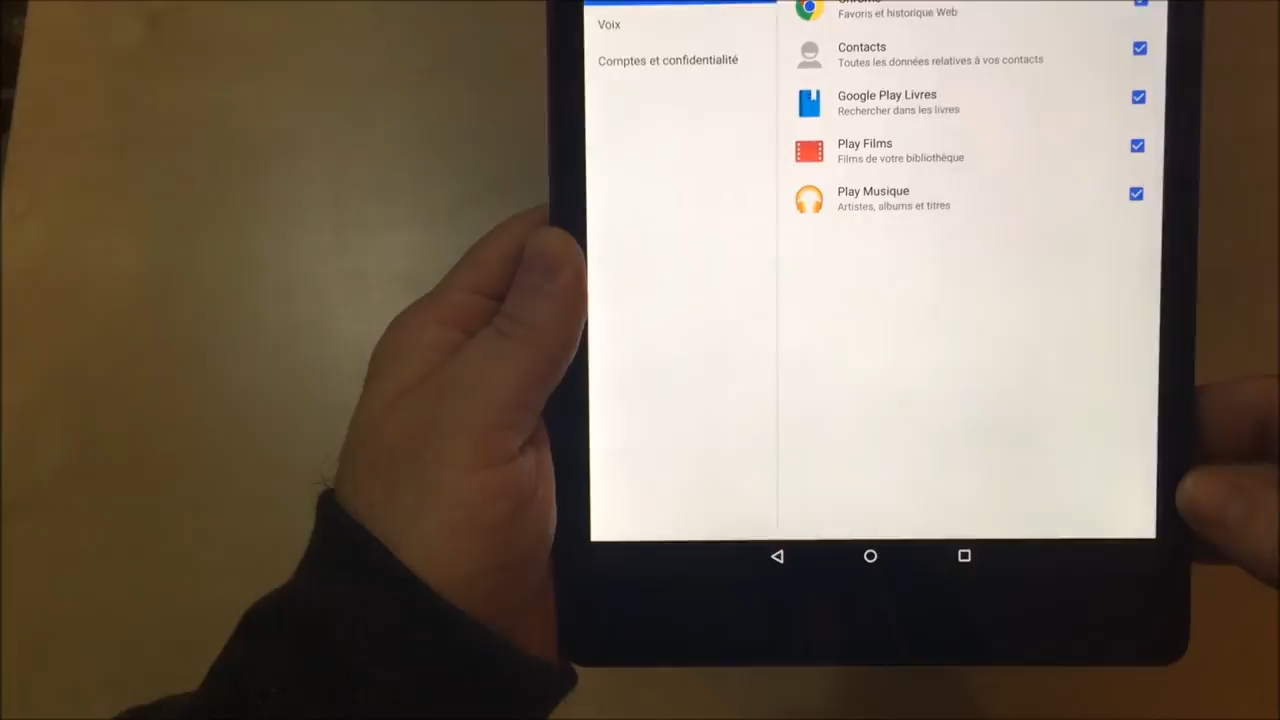 Voix
Comptes et confidentialité
Chrome
Favoris et historique Web
Contacts
Toutes les données relatives à vos contacts
Google Play Livres
Rechercher dans les livres
Play Films
Films de votre bibliothèque
Play Musique
Artistes, albums et titres